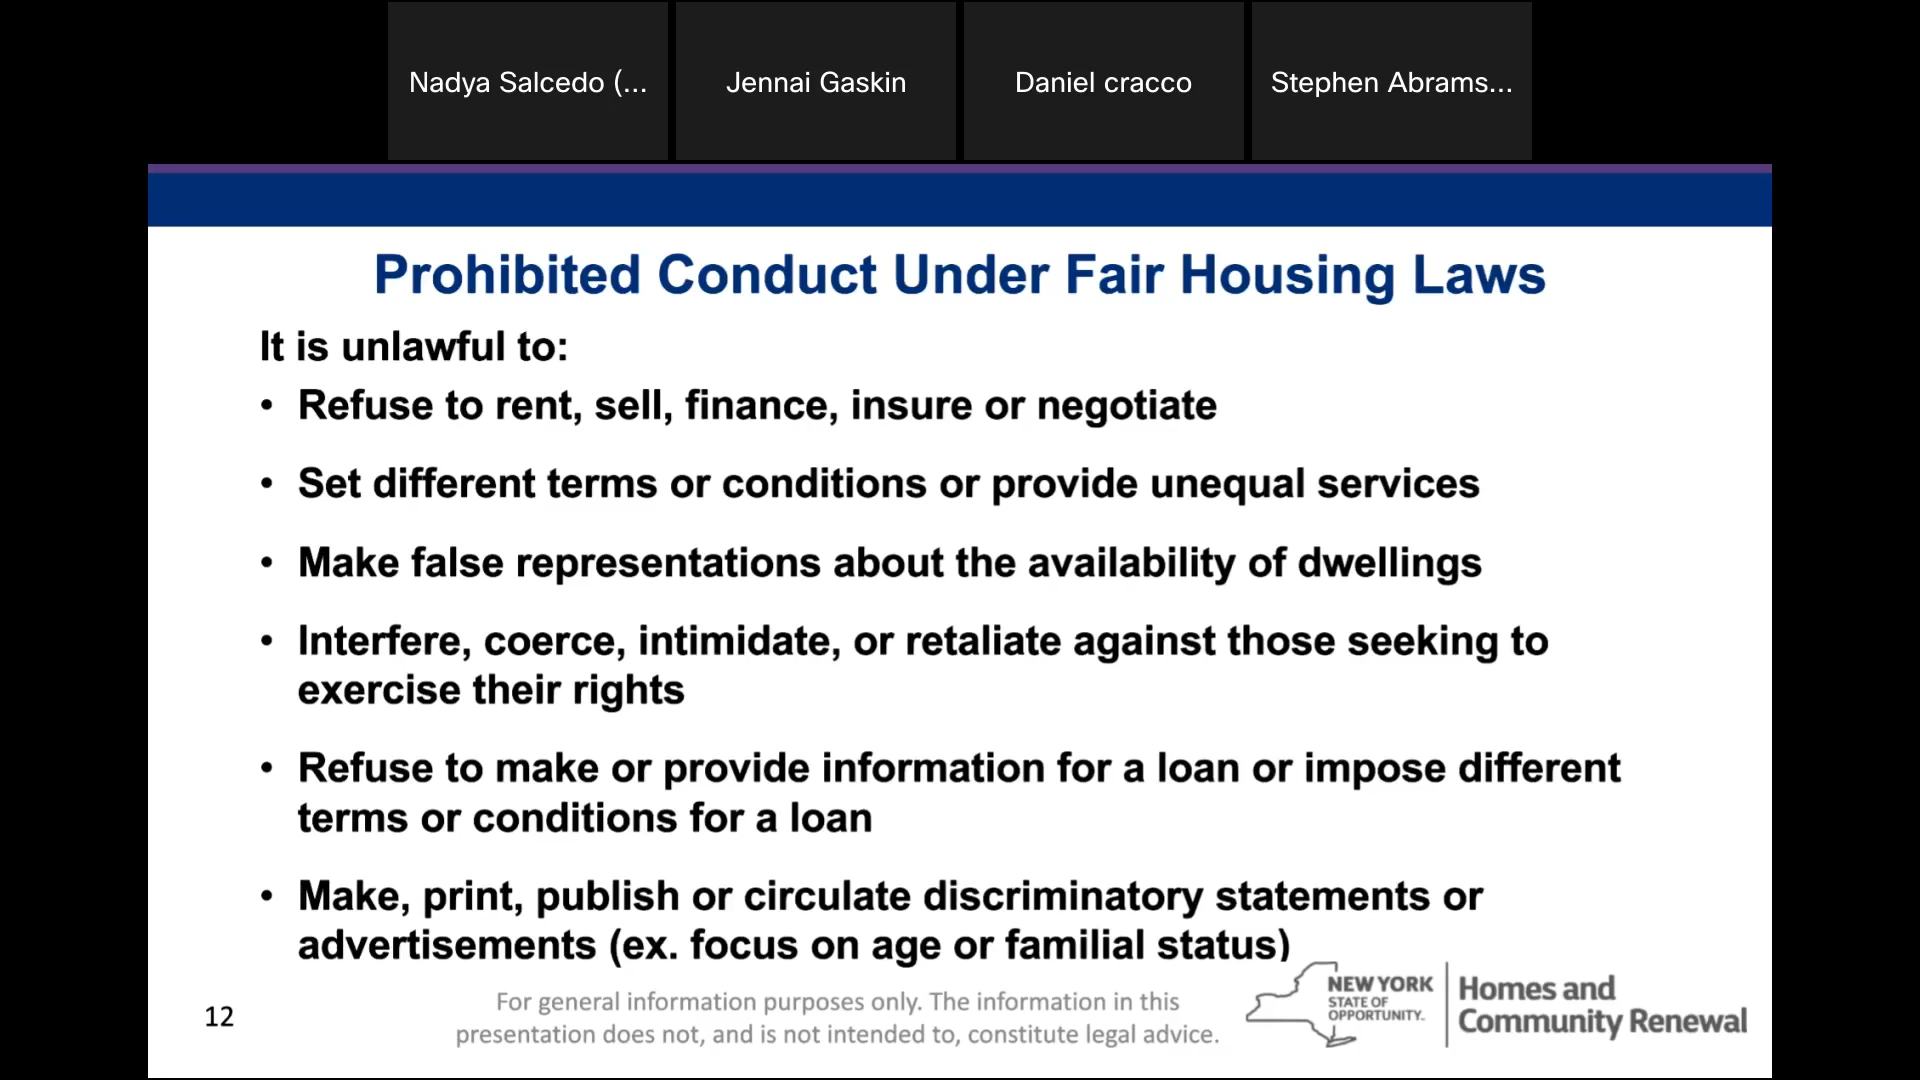 Nadya Salcedo (...
Jennai Gaskin
Daniel cracco
Stephen Abrams...
Prohibited Conduct Under Fair Housing Laws
It is unlawful to:
• Refuse to rent, sell, finance, insure or negotiate
• Set different terms or conditions or provide unequal services
• Make false representations about the availability of dwellings
• Interfere, coerce, intimidate, or retaliate against those seeking to
exercise their rights
• Refuse to make or provide information for a loan or impose different
terms or conditions for a loan
• Make, print, publish or circulate discriminatory statements or
advertisements (ex. focus on age or familial status)
12
For general information purposes only. The information in this
presentation does not, and is not intended to, constitute legal advice.
NEW YORK
STATE OF
OPPORTUNITY.
Homes and
Community Renewal